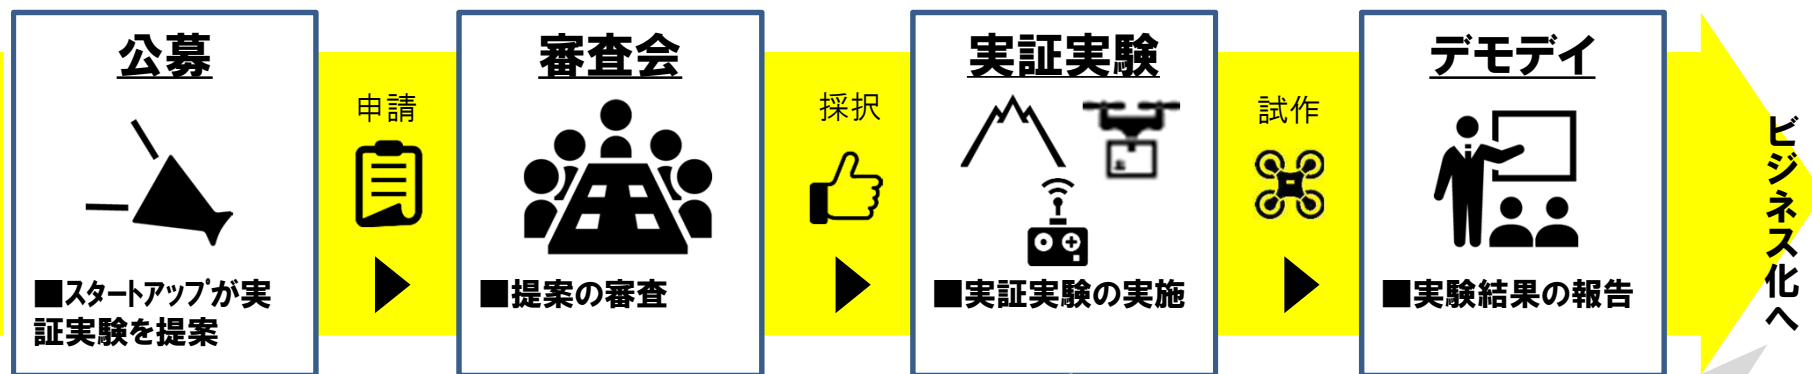 公募
■スタートアップが実
証実験を提案
申請
審査会
■提案の審査
採択
実証実験
■実証実験の実施
試作
デモデイ
■実験結果の報告
ビジネス化へ